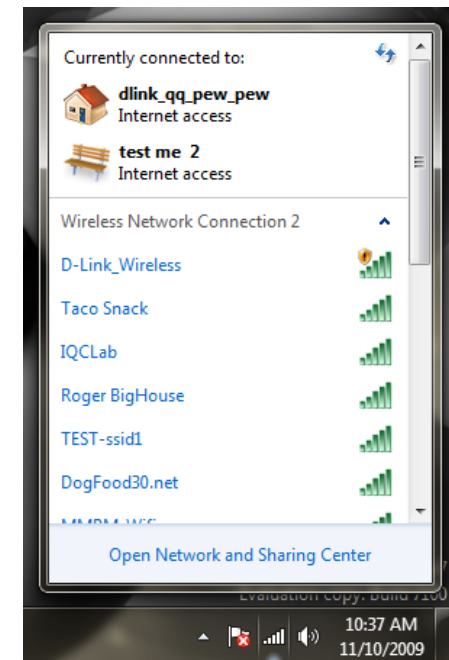 Currently connected to:
dlink_qq_pew_pew
Internet access
test me 2
Internet access
Wireless Network Connection 2
D-Link_Wireless
Taco Snack
IQCLab
Roger BigHouse
TEST-ssid1
DogFood30.net
Open Network and Sharing Center
Evaluation copy. Build 7100
10:37 AM
11/10/2009